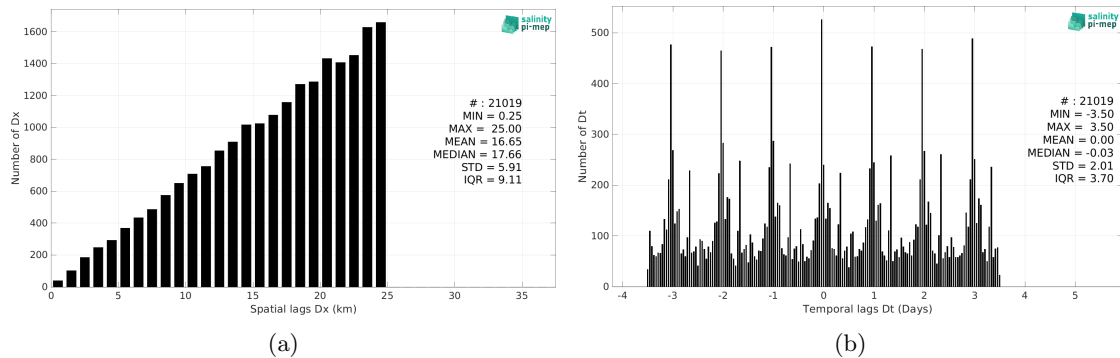 salinity
pi-mep
1600
1400
1200
1000
800
600
400
200
0
Number of Dx
# : 21019
MIN = 0.25
MAX = 25.00
MEAN = 16.65
MEDIAN = 17.66
STD = 5.91
IQR = 9.11
0 5 10 15 20 25 30 35
Spatial lags Dx (km)
(a)
salinity
pi-mep
500
400
300
200
100
0
Number of Dt
# : 21019
MIN = -3.50
MAX = 3.50
MEAN = 0.00
MEDIAN = -0.03
STD = 2.01
IQR = 3.70
-4 -3 -2 -1 0 1 2 3 4 5
Temporal lags Dt (Days)
(b)